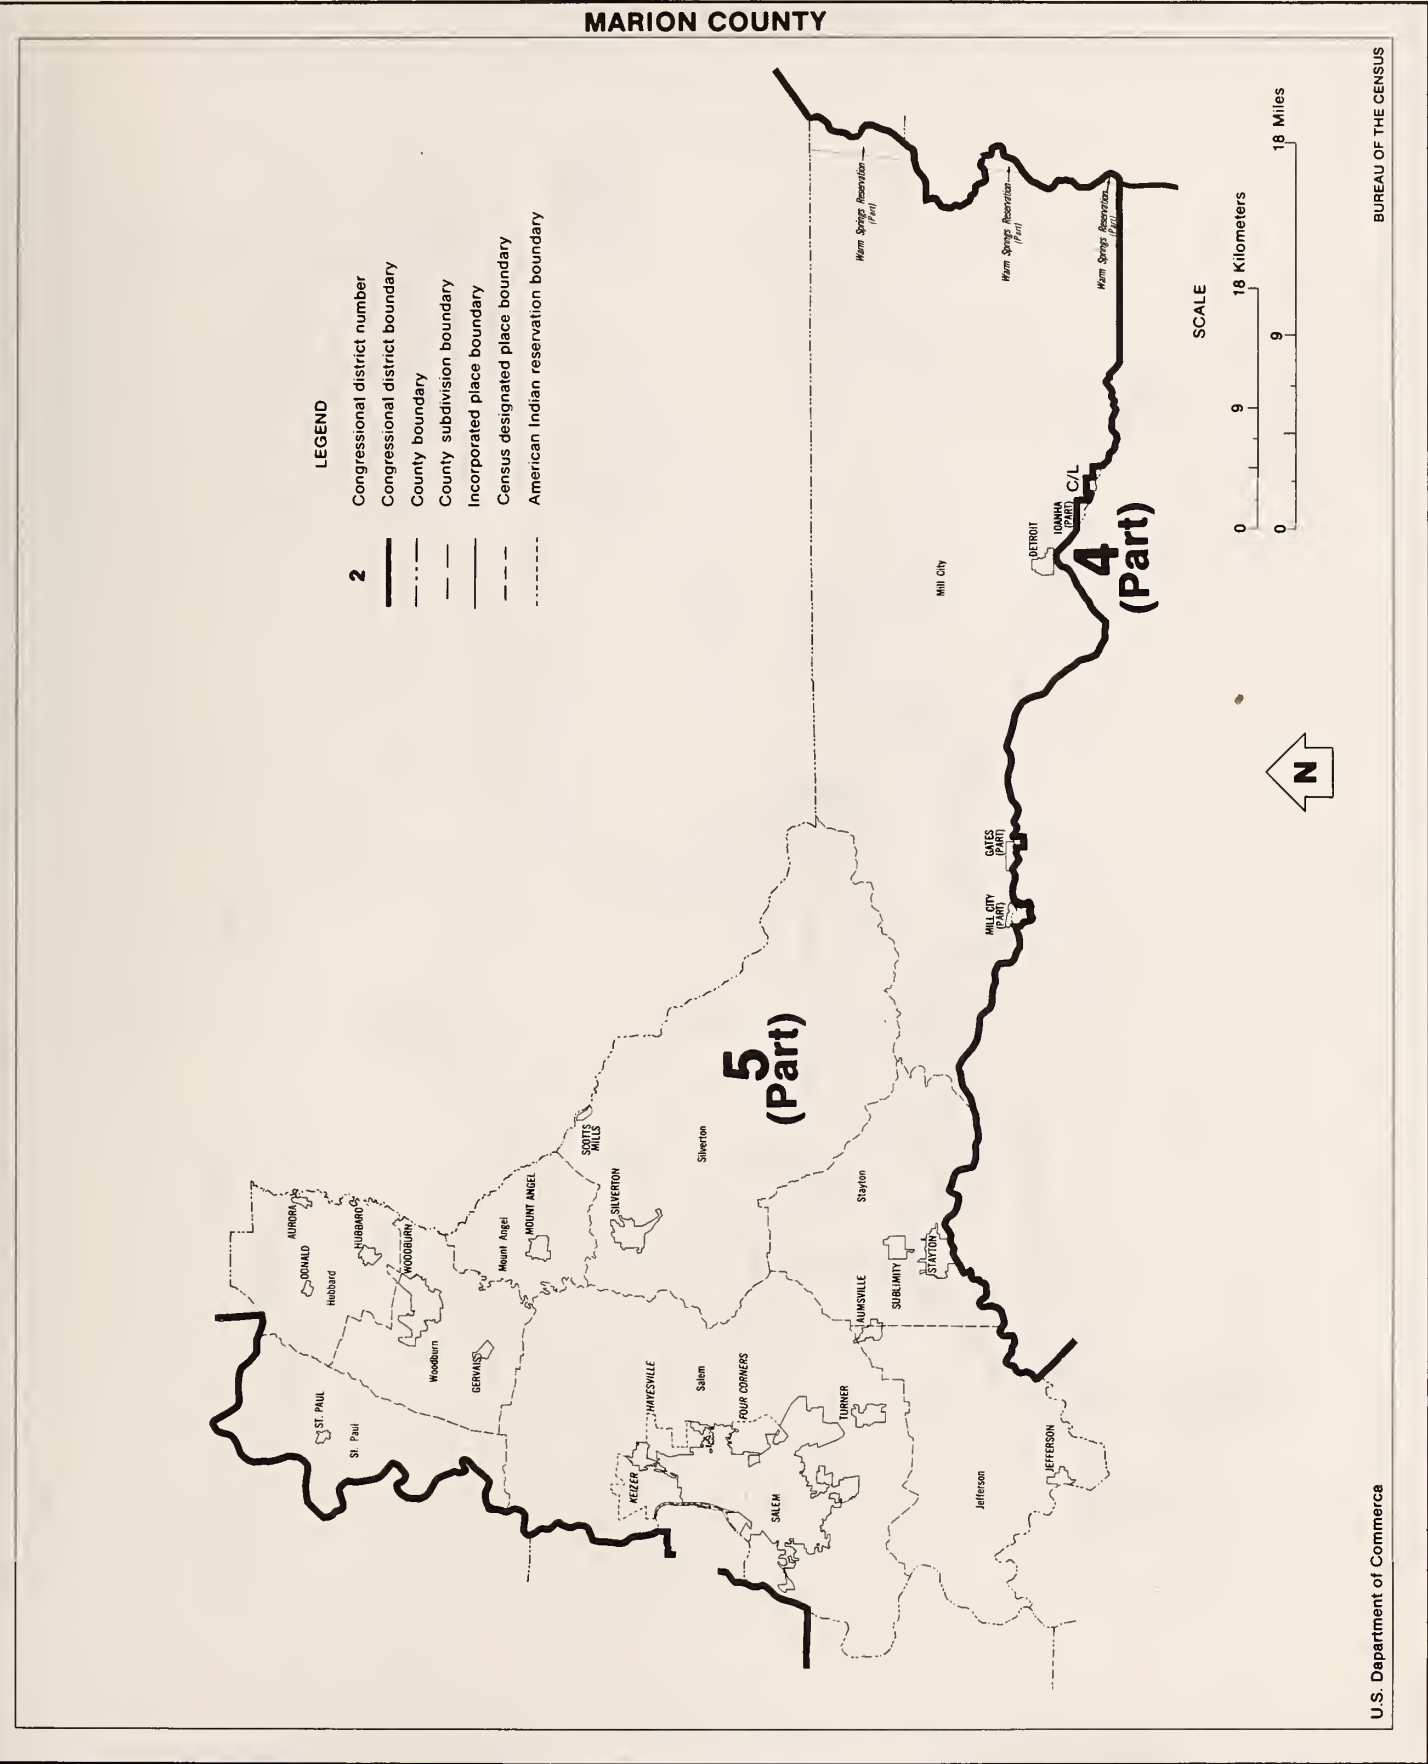 MARION COUNTY
LEGEND
2 Congressional district number
Congressional district boundary
County boundary
County subdivision boundary
Incorporated place boundary
Census designated place boundary
American Indian reservation boundary
ST. PAUL
St. Paul
DONALD
AURORA
Hubbard
HUBBARD
WOODBURN
Woodburn
GERVAIS
Mount Angel
MOUNT ANGEL
SCOTTS
MILLS
SILVERTON
Silverton
5
(Part)
KEIZER
HAYESVILLE
Salem
FOUR CORNERS
SALEM
TURNER
AUMSVILLE
SUBLIMITY
STAYTON
Stayton
Jefferson
JEFFERSON
MILL CITY
(PART)
GATES
(PART)
Mill City
DETROIT
IDANHA
(PART)
C/L
4
(Part)
Warm Springs Reservation
(Part)
Warm Springs Reservation
(Part)
Warm Springs Reservation
(Part)
N
SCALE
0 9 18 Kilometers
0 9 18 Miles
U.S. Dapartment of Commerca
BUREAU OF THE CENSUS